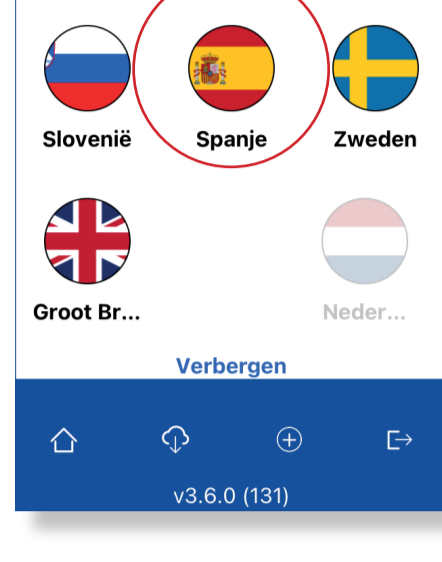 Slovenië Spanje Zweden
Groot Br... Neder...
Verbergen
v3.6.0 (131)